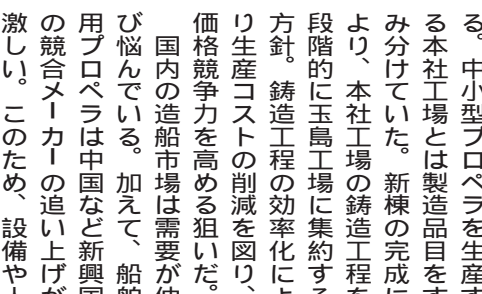 る。中小型プロペラを生産す
る本社工場とは製造品目をす
み分けていた。新棟の完成に
より、本社工場の鋳造工程を
段階的に玉島工場に集約する
方針。鋳造工程の効率化によ
り生産コストの削減を図り、
価格競争力を高める狙いだ。
国内の造船市場は需要が
び悩んでいる。加えて、船
用プロペラは中国など新興
の競合メーカーの追い上げ
激しい。このため、設備や